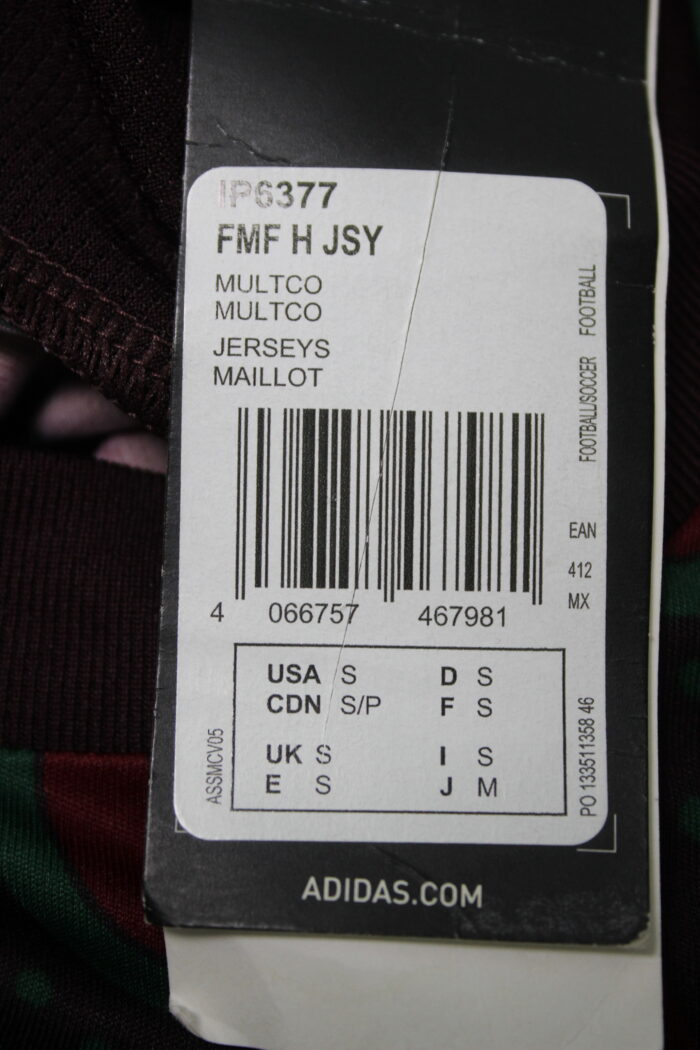 IP6377
FMF H JSY
MULTCO
MULTCO
JERSEYS
MAILLOT
FOOTBALL/SOCCER FOOTBALL
EAN
412
MX
4 066757 467981
USA S D S
CDN S/P F S
UK S I S
E S J M
ASSMCV05
PO 133511358 46
ADIDAS.COM